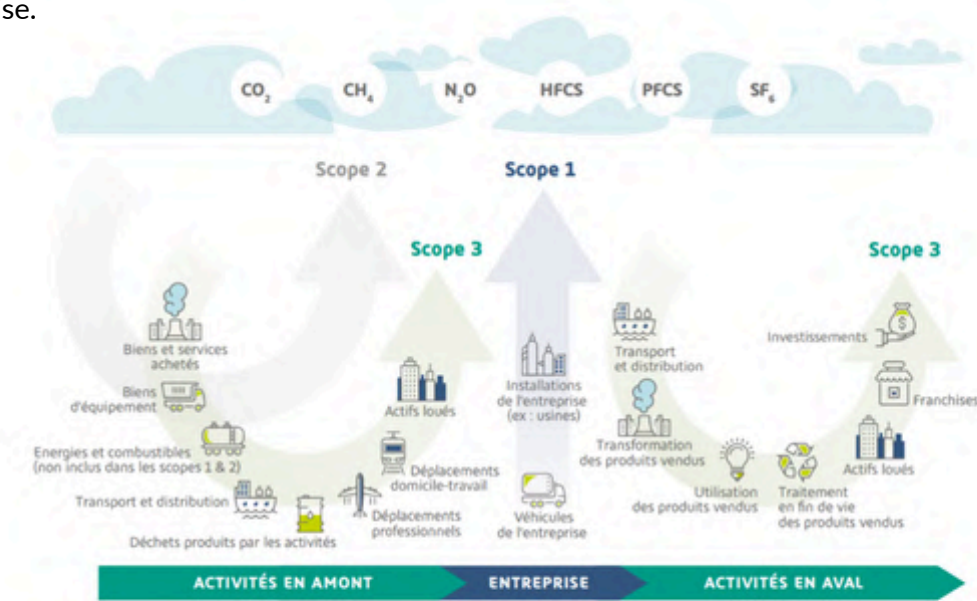 se.
CO₂
CH₄
N₂O
HFCS
PFCS
SF₆
Scope 2
Scope 1
Scope 3
Scope 3
Biens et services
achetés
Biens
d'équipement
Energies et combustibles
(non inclus dans les scopes 1 & 2)
Transport et distribution
Déchets produits par les activités
Déplacements
professionnels
Déplacements
domicile-travail
Actifs loués
Installations
de l'entreprise
(ex : usines)
Véhicules
de l'entreprise
Transport
et distribution
Transformation
des produits vendus
Utilisation
des produits vendus
Traitement
en fin de vie
des produits vendus
Actifs loués
Franchises
Investissements
$
ACTIVITÉS EN AMONT
ENTREPRISE
ACTIVITÉS EN AVAL